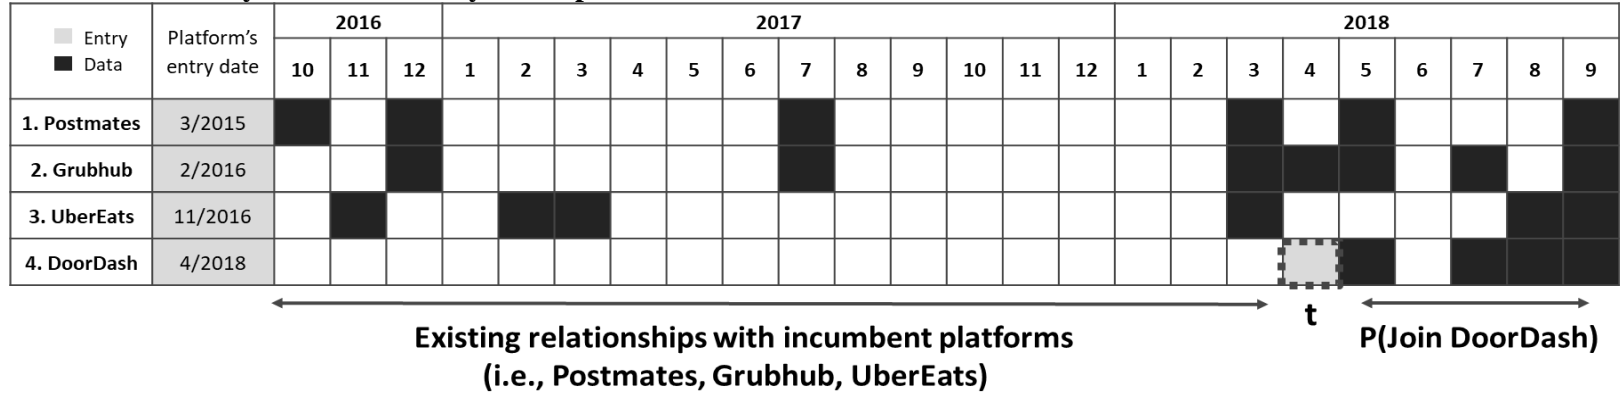 2016 2017 2018
Entry
Data
Platform's
entry date
10 11 12 1 2 3 4 5 6 7 8 9 10 11 12 1 2 3 4 5 6 7 8 9
1. Postmates 3/2015
2. Grubhub 2/2016
3. UberEats 11/2016
4. DoorDash 4/2018
t
Existing relationships with incumbent platforms
(i.e., Postmates, Grubhub, UberEats)
P(Join DoorDash)